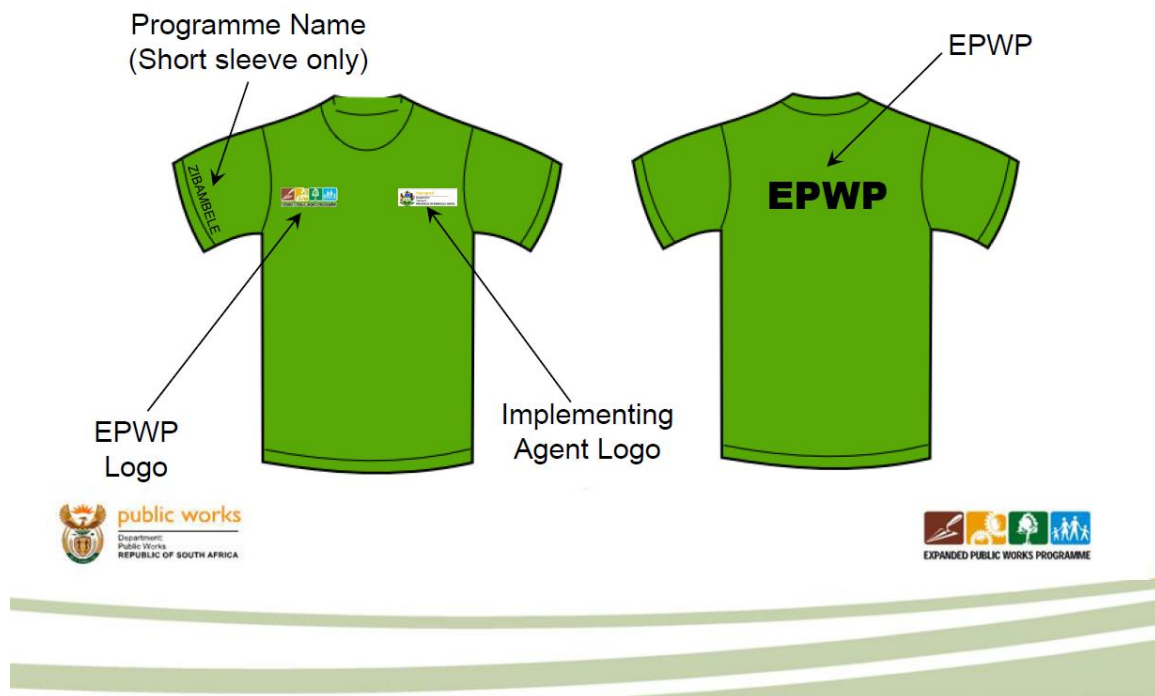 Programme Name
(Short sleeve only)
EPWP
ZIBAMBELE
EPWP
EPWP
Logo
Implementing
Agent Logo
public works
Department:
Public Works
REPUBLIC OF SOUTH AFRICA
EXPANDED PUBLIC WORKS PROGRAMME